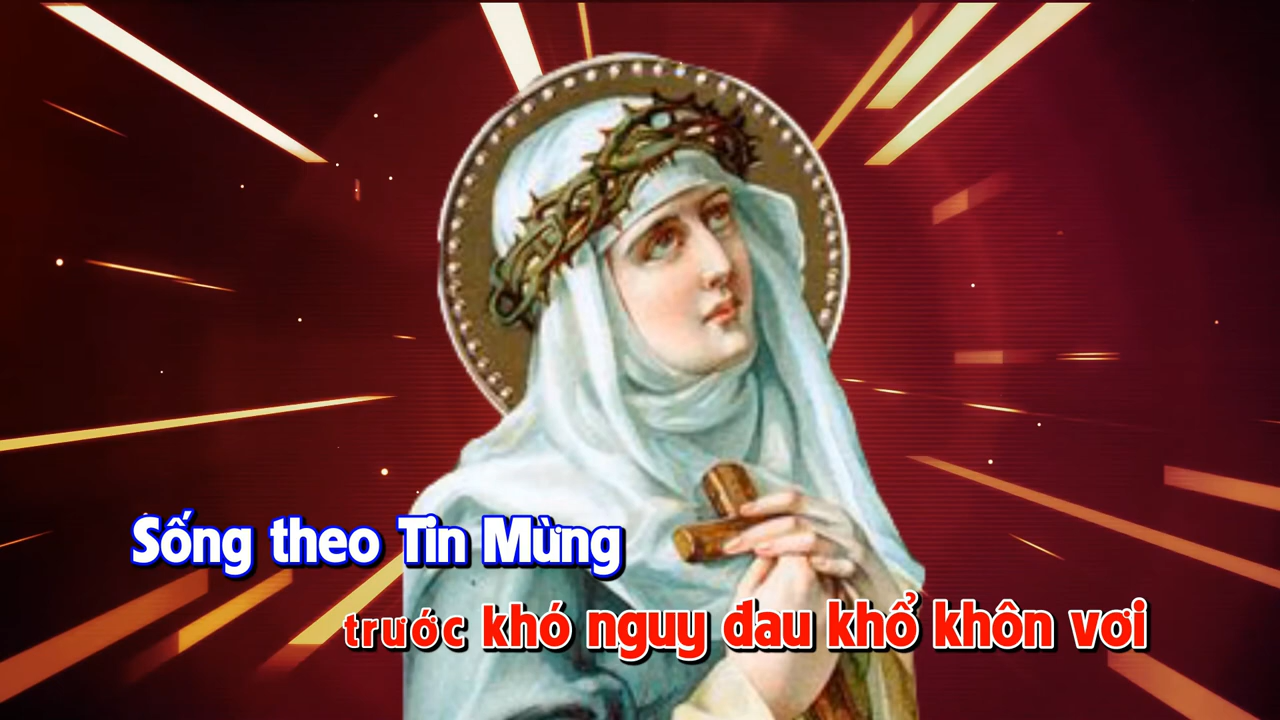 Sống theo Tin Mừng
trước khó nguy đau khổ khôn vơi